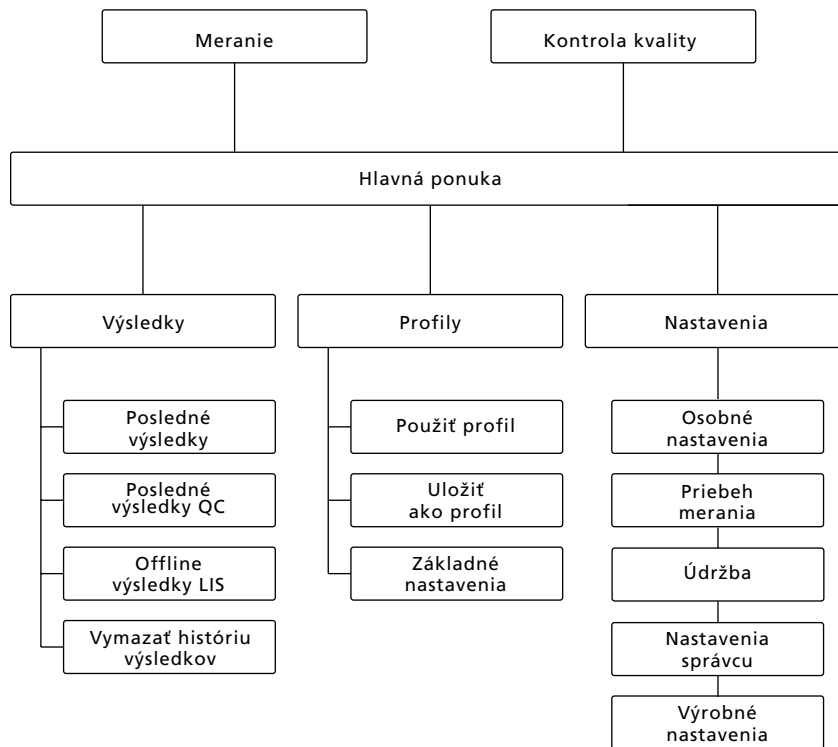 Meranie
Kontrola kvality
Hlavná ponuka
Výsledky
Profily
Nastavenia
Posledné
výsledky
Posledné
výsledky QC
Offline
výsledky LIS
Vymazať históriu
výsledkov
Použiť profil
Uložiť
ako profil
Základné
nastavenia
Osobné
nastavenia
Priebeh
merania
Údržba
Nastavenia
správcu
Výrobné
nastavenia